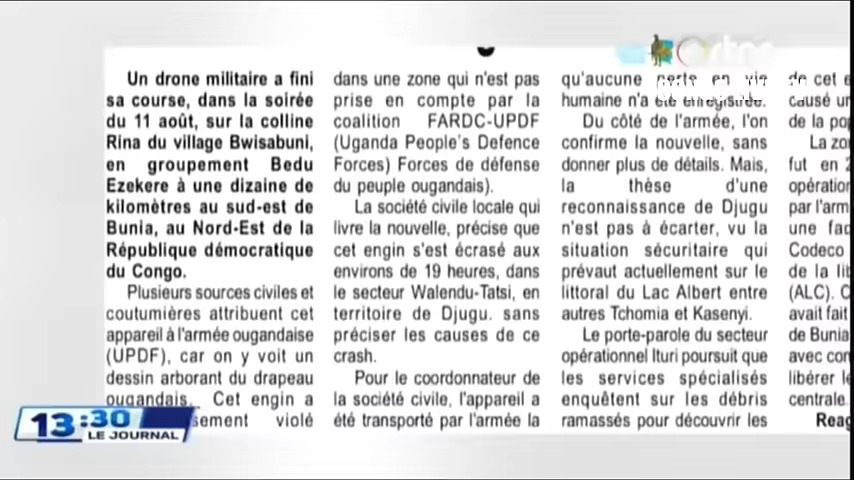 Un drone militaire a fini
sa course, dans la soirée
du 11 août, sur la colline
Rina du village Bwisabuni,
en groupement Bedu
Ezekere à une dizaine de
kilomètres au sud-est de
Bunia, au Nord-Est de la
République démocratique
du Congo.
Plusieurs sources civiles et
coutumières attribuent cet
appareil à l'armée ougandaise
(UPDF), car on y voit un
dessin arborant du drapeau
ougandais. Cet engin a
violé
dans une zone qui n'est pas
prise en compte par la
coalition FARDC-UPDF
(Uganda People's Defence
Forces) Forces de défense
du peuple ougandais).
La société civile locale qui
livre la nouvelle, précise que
cet engin s'est écrasé aux
environs de 19 heures, dans
le secteur Walendu-Tatsi, en
territoire de Djugu. sans
préciser les causes de ce
crash.
Pour le coordonnateur de
la société civile, l'appareil a
été transporté par l'armée la
qu'aucune perte en vie
humaine n'a été enregistrée.
Du côté de l'armée, l'on
confirme la nouvelle, sans
donner plus de détails. Mais,
la thèse d'une
reconnaissance de Djugu
n'est pas à écarter, vu la
situation sécuritaire qui
prévaut actuellement sur le
littoral du Lac Albert entre
autres Tchomia et Kasenyi.
Le porte-parole du secteur
opérationnel Ituri poursuit que
les services spécialisés
enquêtent sur les débris
ramassés pour découvrir les
de cet
causé
de la
La
fut en
par l'arm
une
Codeco
de la
(ALC).
avait fait
de Bunia
avec
libérer
centrale.
13:30
LE JOURNAL